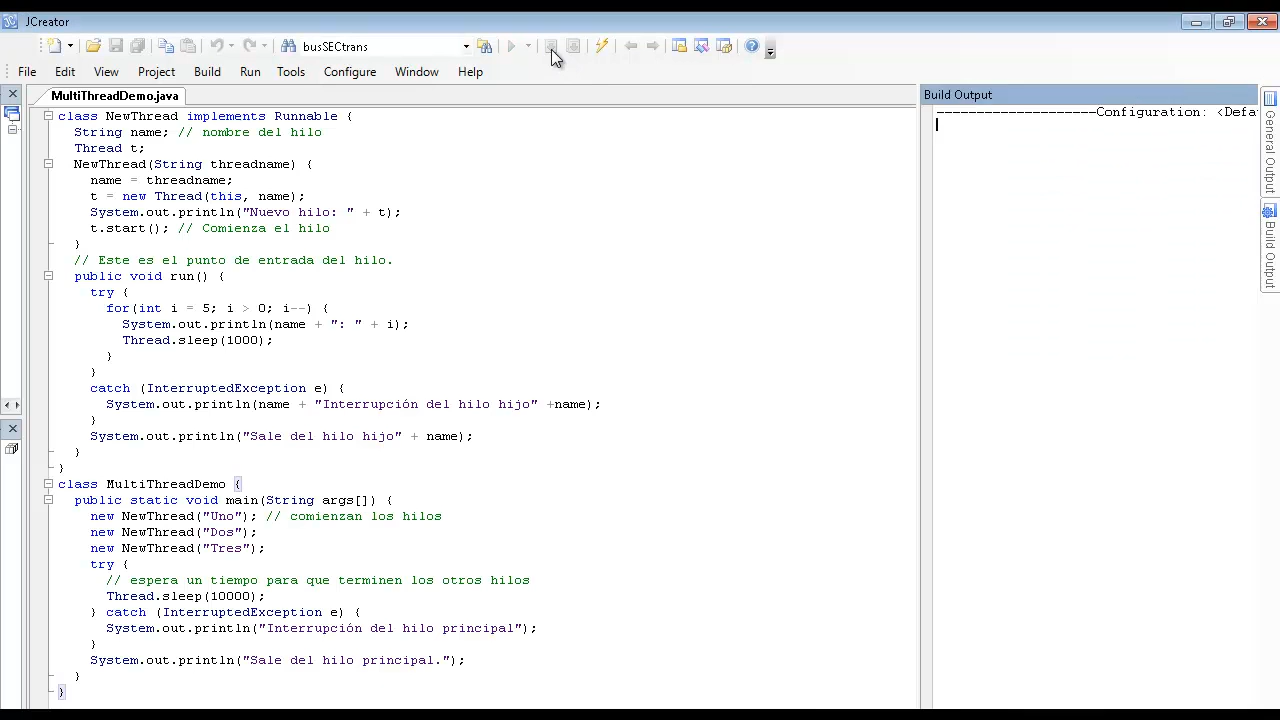 JCreator
busSECtrans
File Edit View Project Build Run Tools Configure Window Help
MultiThreadDemo.java
class NewThread implements Runnable {
String name; // nombre del hilo
Thread t;
NewThread(String threadname) {
name = threadname;
t = new Thread(this, name);
System.out.println("Nuevo hilo: " + t);
t.start(); // Comienza el hilo
}
// Este es el punto de entrada del hilo.
public void run() {
try {
for(int i = 5; i > 0; i--) {
System.out.println(name + ": " + i);
Thread.sleep(1000);
}
}
catch (InterruptedException e) {
System.out.println(name + "Interrupción del hilo hijo" +name);
}
System.out.println("Sale del hilo hijo" + name);
}
}
class MultiThreadDemo {
public static void main(String args[]) {
new NewThread("Uno"); // comienzan los hilos
new NewThread("Dos");
new NewThread("Tres");
try {
// espera un tiempo para que terminen los otros hilos
Thread.sleep(10000);
} catch (InterruptedException e) {
System.out.println("Interrupción del hilo principal");
}
System.out.println("Sale del hilo principal.");
}
}
Build Output
--------------------Configuration: <Defa
General Output
Build Output